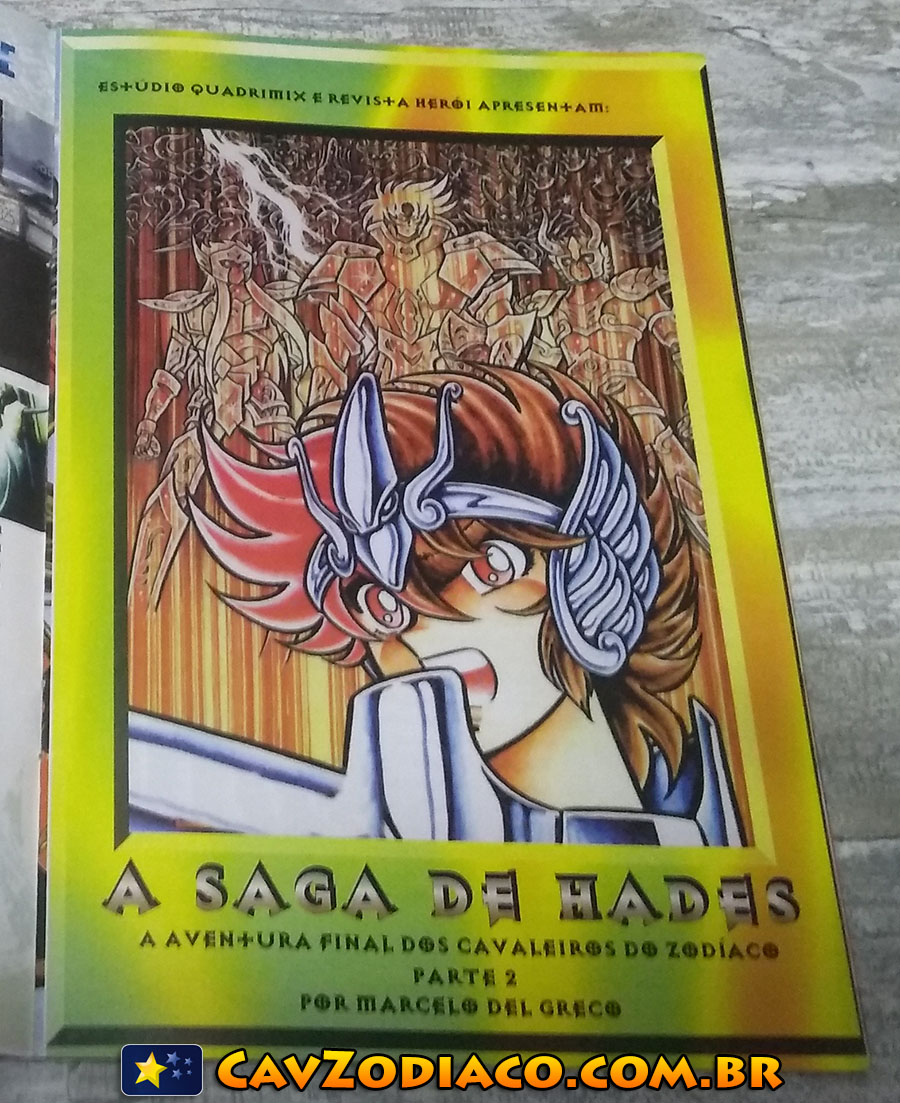 ESTÚDIO QUADRIMIX E REVISTA HERÓI APRESENTAM:
A SAGA DE HADES
A AVENTURA FINAL DOS CAVALEIROS DO ZODÍACO
PARTE 2
POR MARCELO DEL GRECO
CAVZODIACO.COM.BR